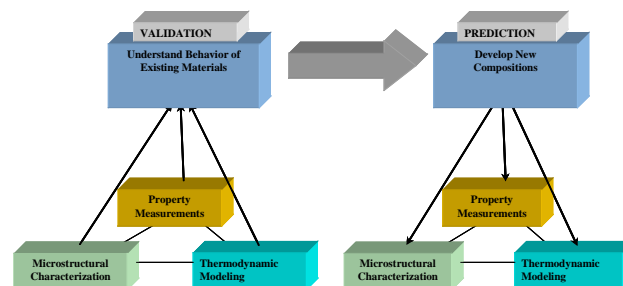 VALIDATION
Understand Behavior of
Existing Materials
Property
Measurements
Microstructural
Characterization
Thermodynamic
Modeling
PREDICTION
Develop New
Compositions
Property
Measurements
Microstructural
Characterization
Thermodynamic
Modeling